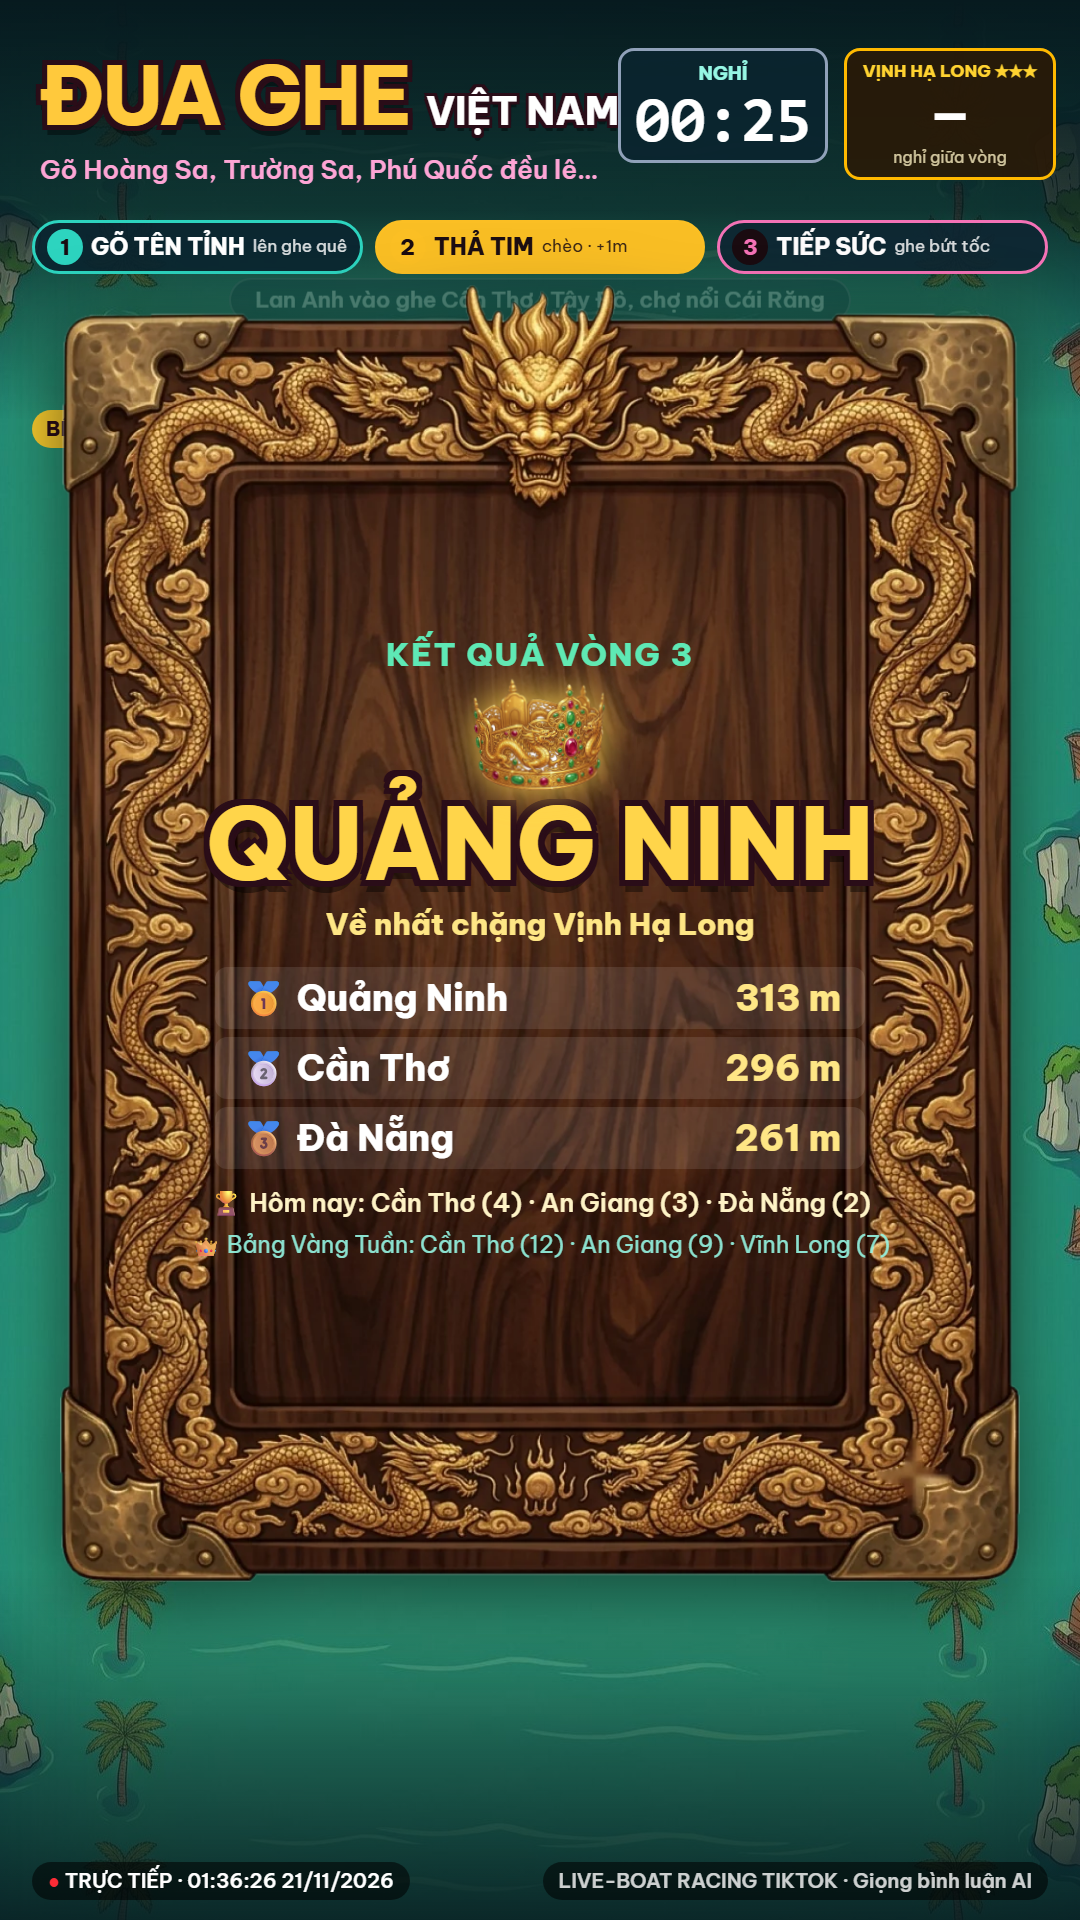 ĐUA GHE VIỆT NAM
Gõ Hoàng Sa, Trường Sa, Phú Quốc đều lê...
NGHỈ
00:25
VỊNH HẠ LONG ★★★
–
nghỉ giữa vòng
1 GÕ TÊN TỈNH lên ghe quê
2 THẢ TIM chèo · +1m
3 TIẾP SỨC ghe bứt tốc
Lan Anh vào ghe Cần Thơ Tây Đô, chợ nổi Cái Răng
KẾT QUẢ VÒNG 3
QUẢNG NINH
Về nhất chặng Vịnh Hạ Long
1 Quảng Ninh 313 m
2 Cần Thơ 296 m
3 Đà Nẵng 261 m
Hôm nay: Cần Thơ (4) · An Giang (3) · Đà Nẵng (2)
Bảng Vàng Tuần: Cần Thơ (12) · An Giang (9) · Vĩnh Long (7)
TRỰC TIẾP · 01:36:26 21/11/2026
LIVE-BOAT RACING TIKTOK · Giọng bình luận AI